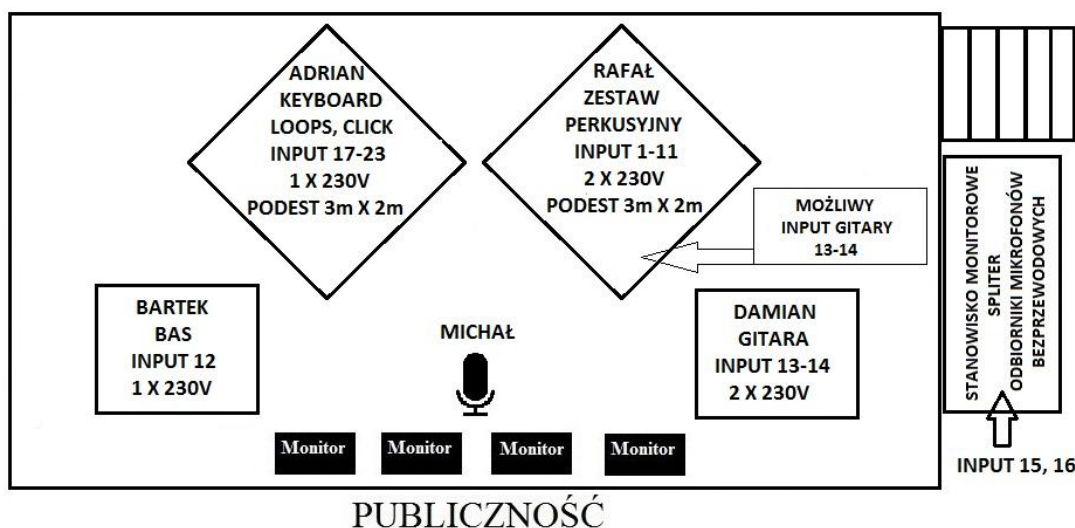 ADRIAN
KEYBOARD
LOOPS, CLICK
INPUT 17-23
1 X 230V
PODEST 3m X 2m
RAFAŁ
ZESTAW
PERKUSYJNY
INPUT 1-11
2 X 230V
PODEST 3m X 2m
MOŻLIWY
INPUT GITARY
13-14
STANOWISKO MONITOROWE
SPLITER
ODBIORNIKI MIKROFONÓW
BEZPRZEWODOWYCH
BARTEK
BAS
INPUT 12
1 X 230V
MICHAŁ
DAMIAN
GITARA
INPUT 13-14
2 X 230V
Monitor
Monitor
Monitor
Monitor
INPUT 15, 16
PUBLICZNOŚĆ